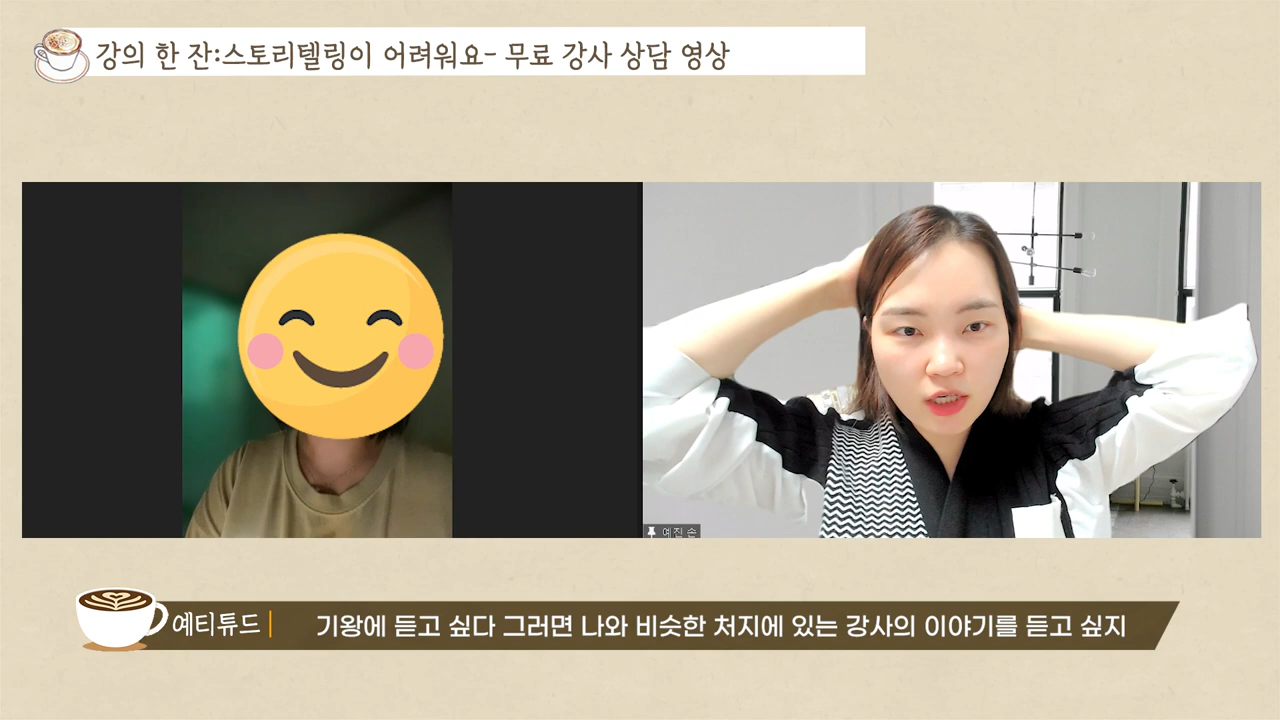 강의 한 잔:스토리텔링이 어려워요- 무료 강사 상담 영상
예진 손
예티튜드
기왕에 듣고 싶다 그러면 나와 비슷한 처지에 있는 강사의 이야기를 듣고 싶지